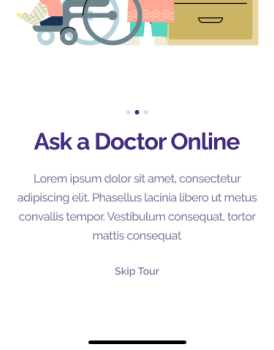 Ask a Doctor Online
Lorem ipsum dolor sit amet, consectetur
adipiscing elit. Phasellus lacinia libero ut metus
convallis tempor. Vestibulum consequat, tortor
mattis consequat
Skip Tour